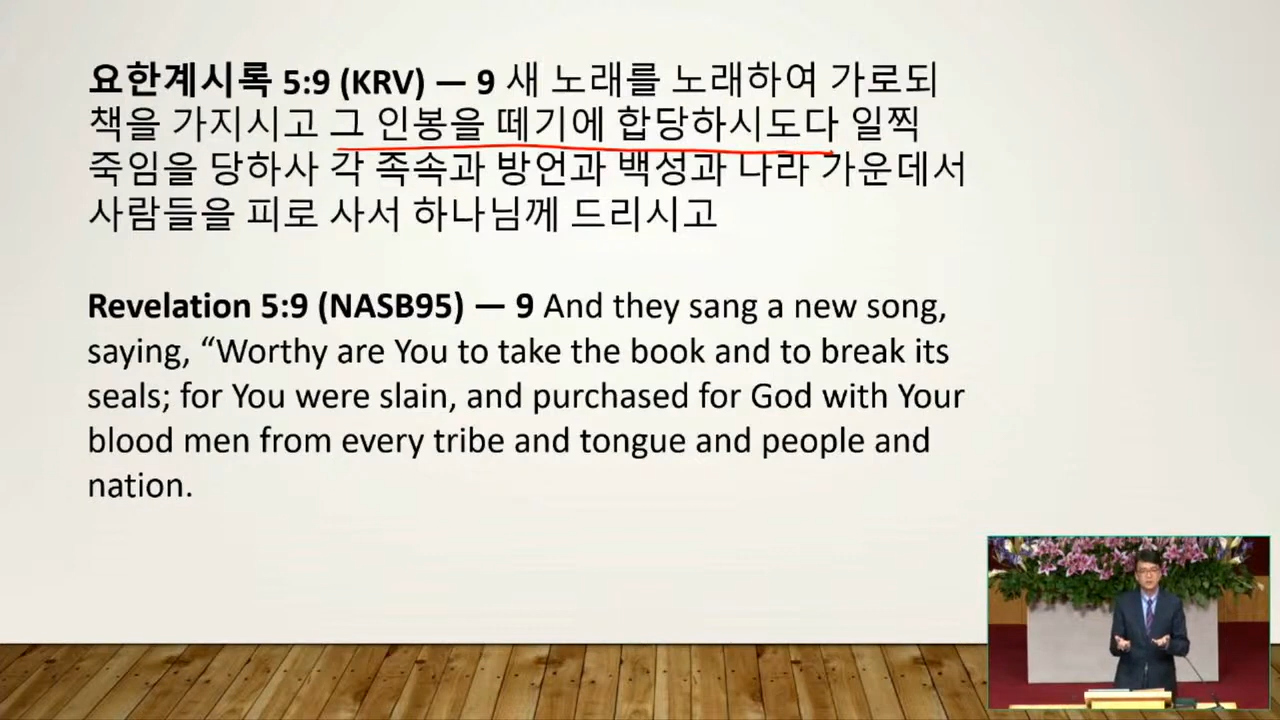 요한계시록 5:9 (KRV) — 9 새 노래를 노래하여 가로되
책을 가지시고 그 인봉을 떼기에 합당하시도다 일찍
죽임을 당하사 각 족속과 방언과 백성과 나라 가운데서
사람들을 피로 사서 하나님께 드리시고
Revelation 5:9 (NASB95) — 9 And they sang a new song,
saying, “Worthy are You to take the book and to break its
seals; for You were slain, and purchased for God with Your
blood men from every tribe and tongue and people and
nation.